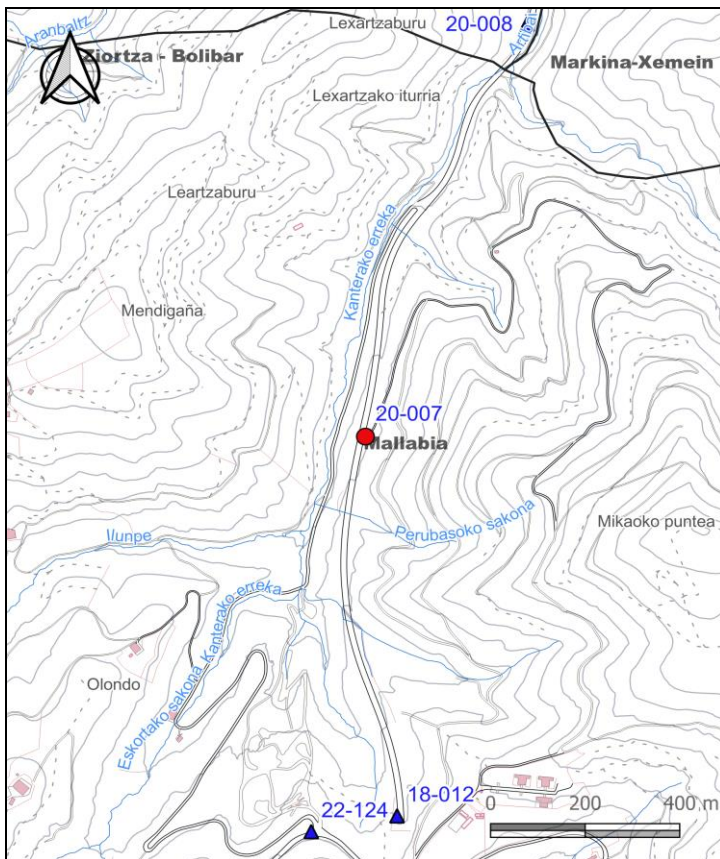 Aranbaltz
Lexartzaburu
20-008
Ziortza - Bolibar
Markina-Xemein
Lexartzako iturria
Leartzaburu
Kanterako erreka
Mendigaña
20-007
Mallabia
Mikaoko puntea
Ilunpe
Perubasoko sakona
Kanterako erreka
Olondo
Eskortako sakona
22-124
18-012
0 200 400 m